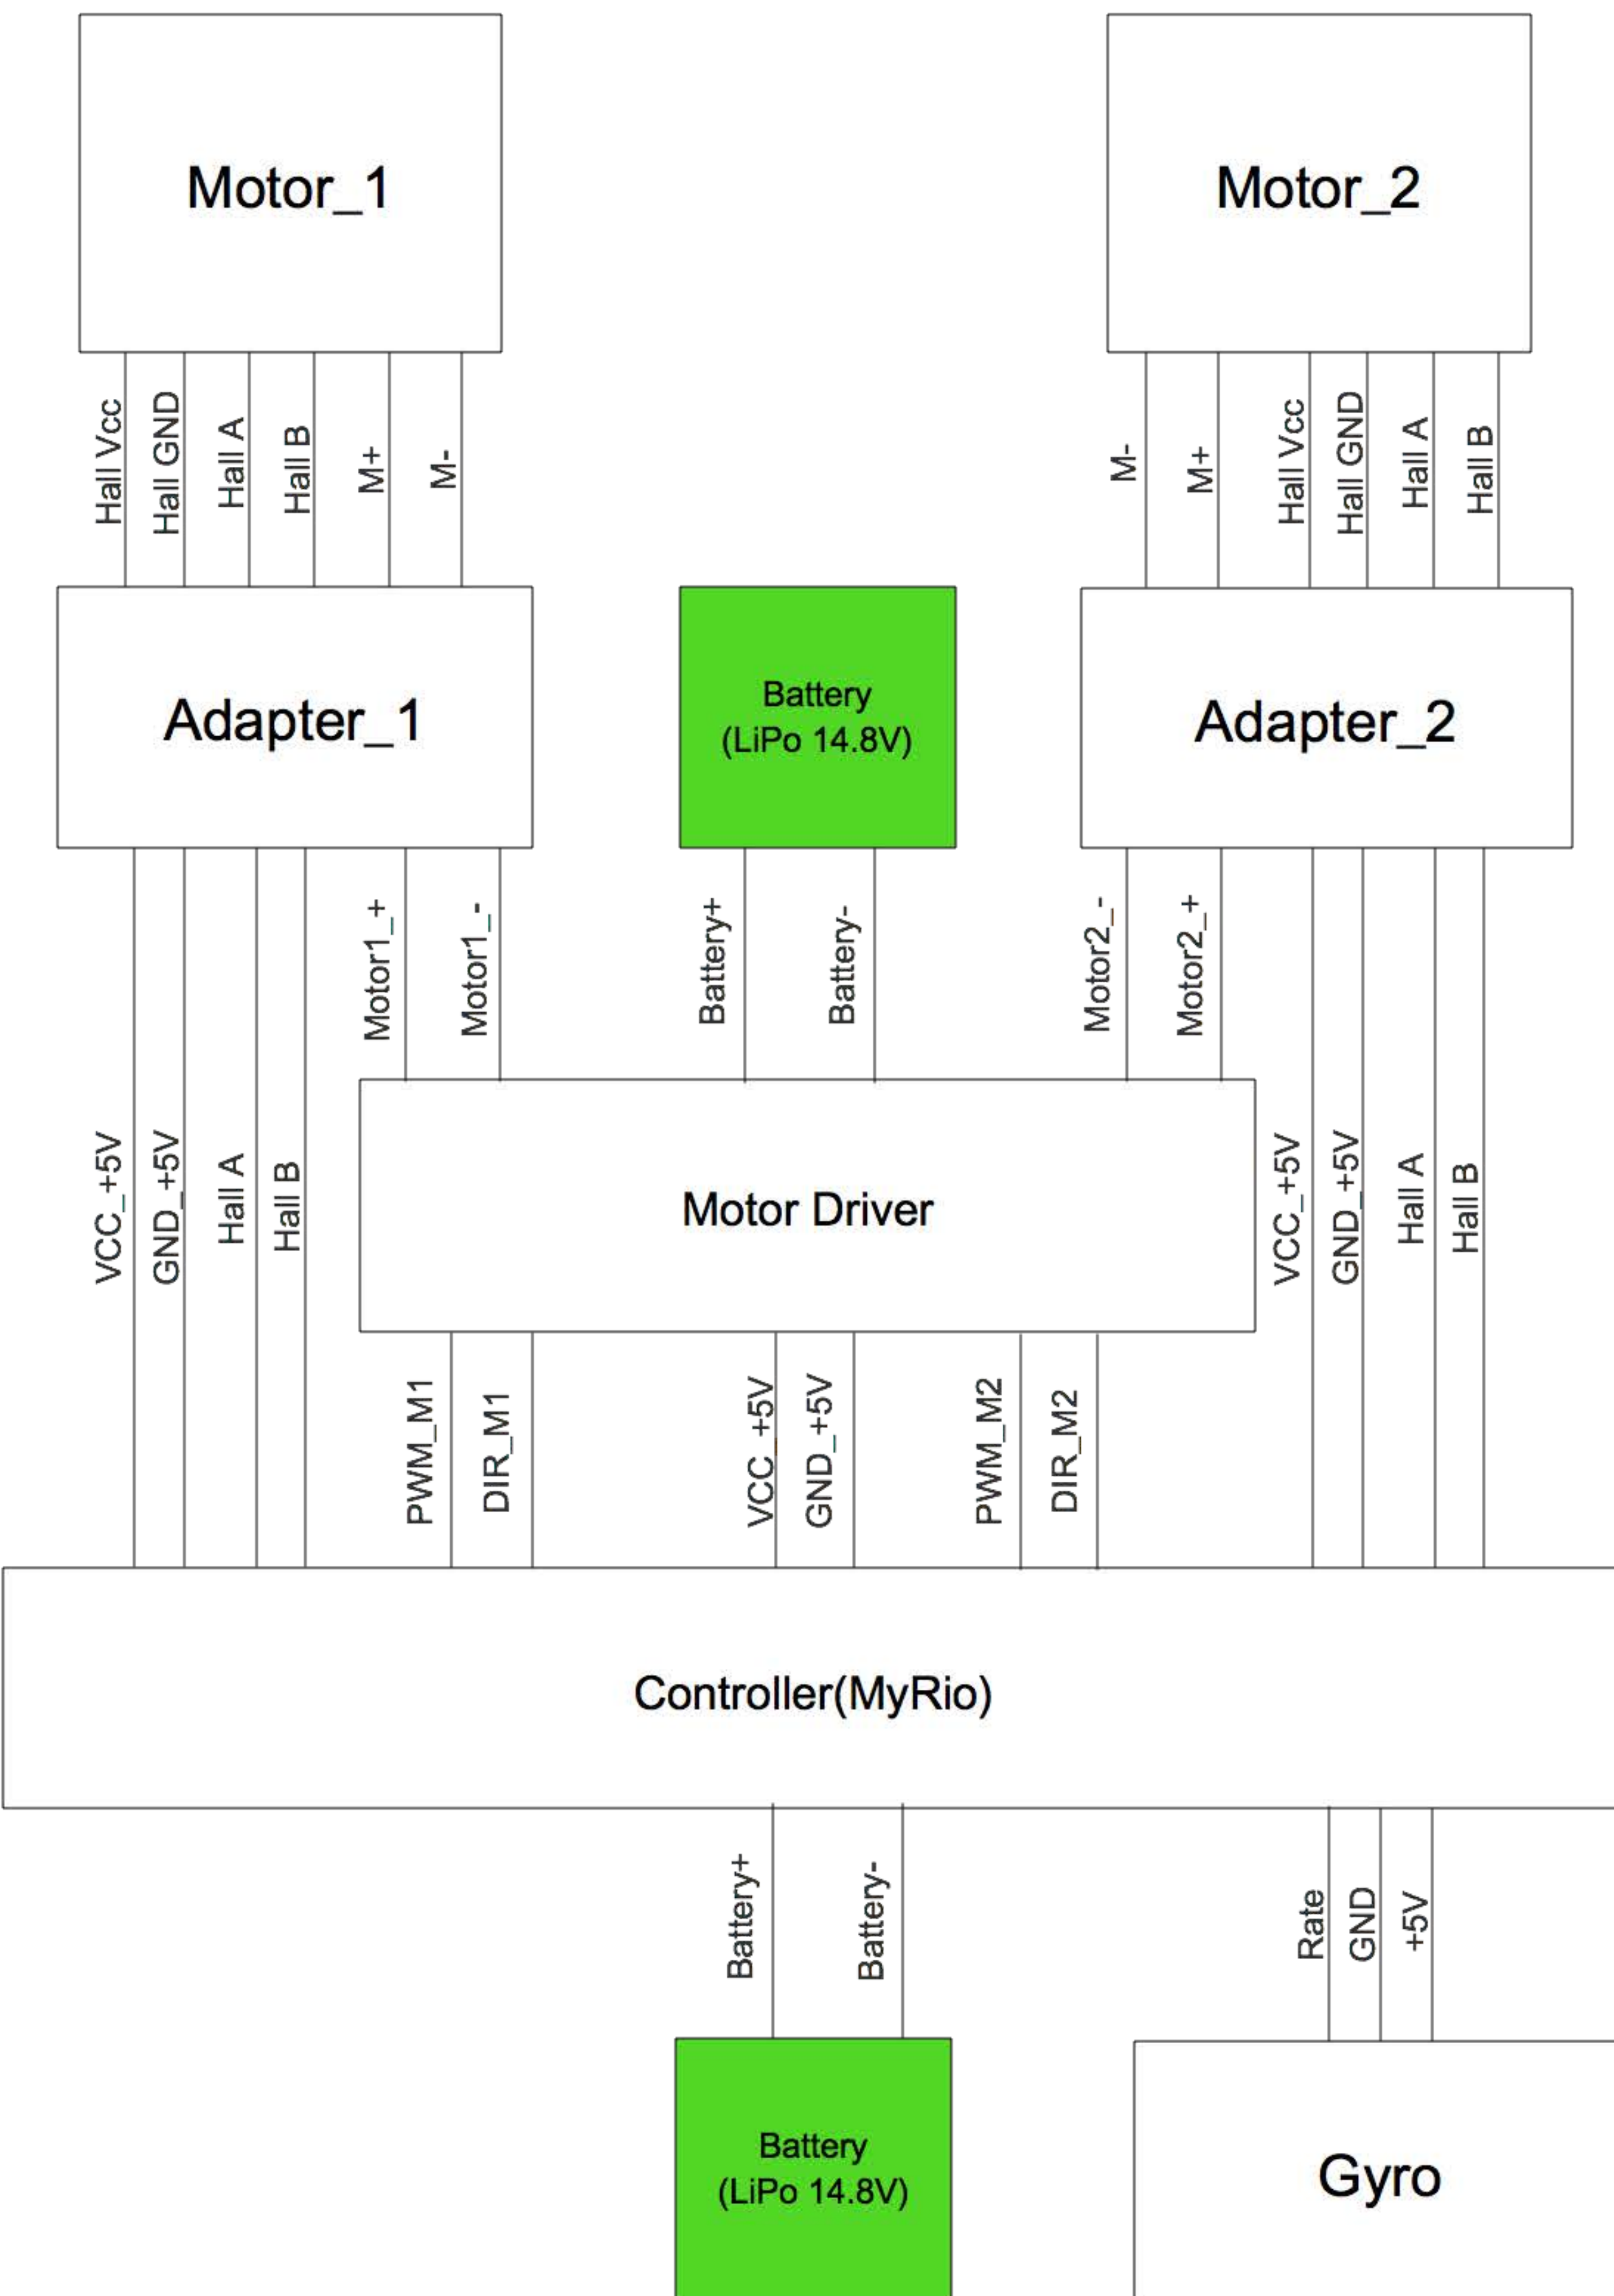 Motor_1
Motor_2
Hall Vcc
Hall GND
Hall A
Hall B
M+
M-
M-
M+
Hall Vcc
Hall GND
Hall A
Hall B
Adapter_1
Battery
(LiPo 14.8V)
Adapter_2
Motor1_+
Motor1_-
Battery+
Battery-
Motor2_-
Motor2_+
VCC_+5V
GND_+5V
Hall A
Hall B
Motor Driver
VCC_+5V
GND_+5V
Hall A
Hall B
PWM_M1
DIR_M1
VCC_+5V
GND_+5V
PWM_M2
DIR_M2
Controller(MyRio)
Battery+
Battery-
Rate
GND
+5V
Battery
(LiPo 14.8V)
Gyro